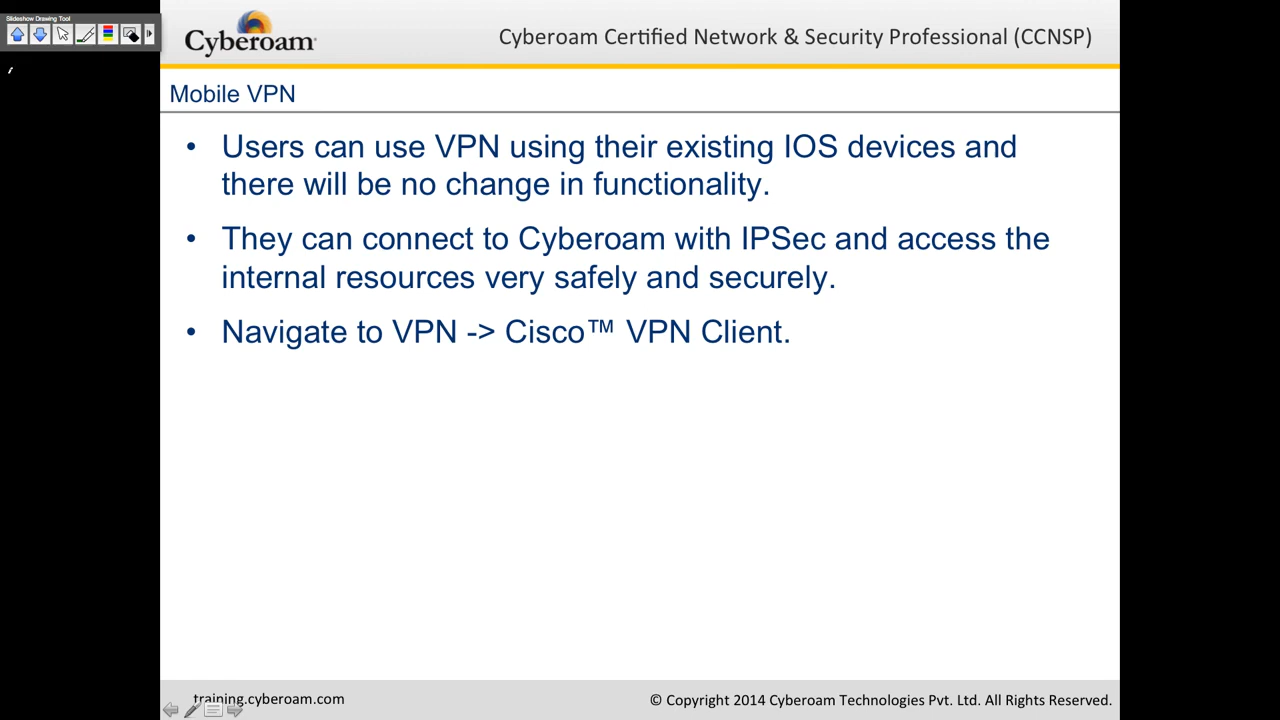 Slideshow Drawing Tool
Cyberoam
Cyberoam Certified Network & Security Professional (CCNSP)
Mobile VPN
• Users can use VPN using their existing IOS devices and
there will be no change in functionality.
• They can connect to Cyberoam with IPSec and access the
internal resources very safely and securely.
• Navigate to VPN -> Cisco™ VPN Client.
training.cyberoam.com
© Copyright 2014 Cyberoam Technologies Pvt. Ltd. All Rights Reserved.